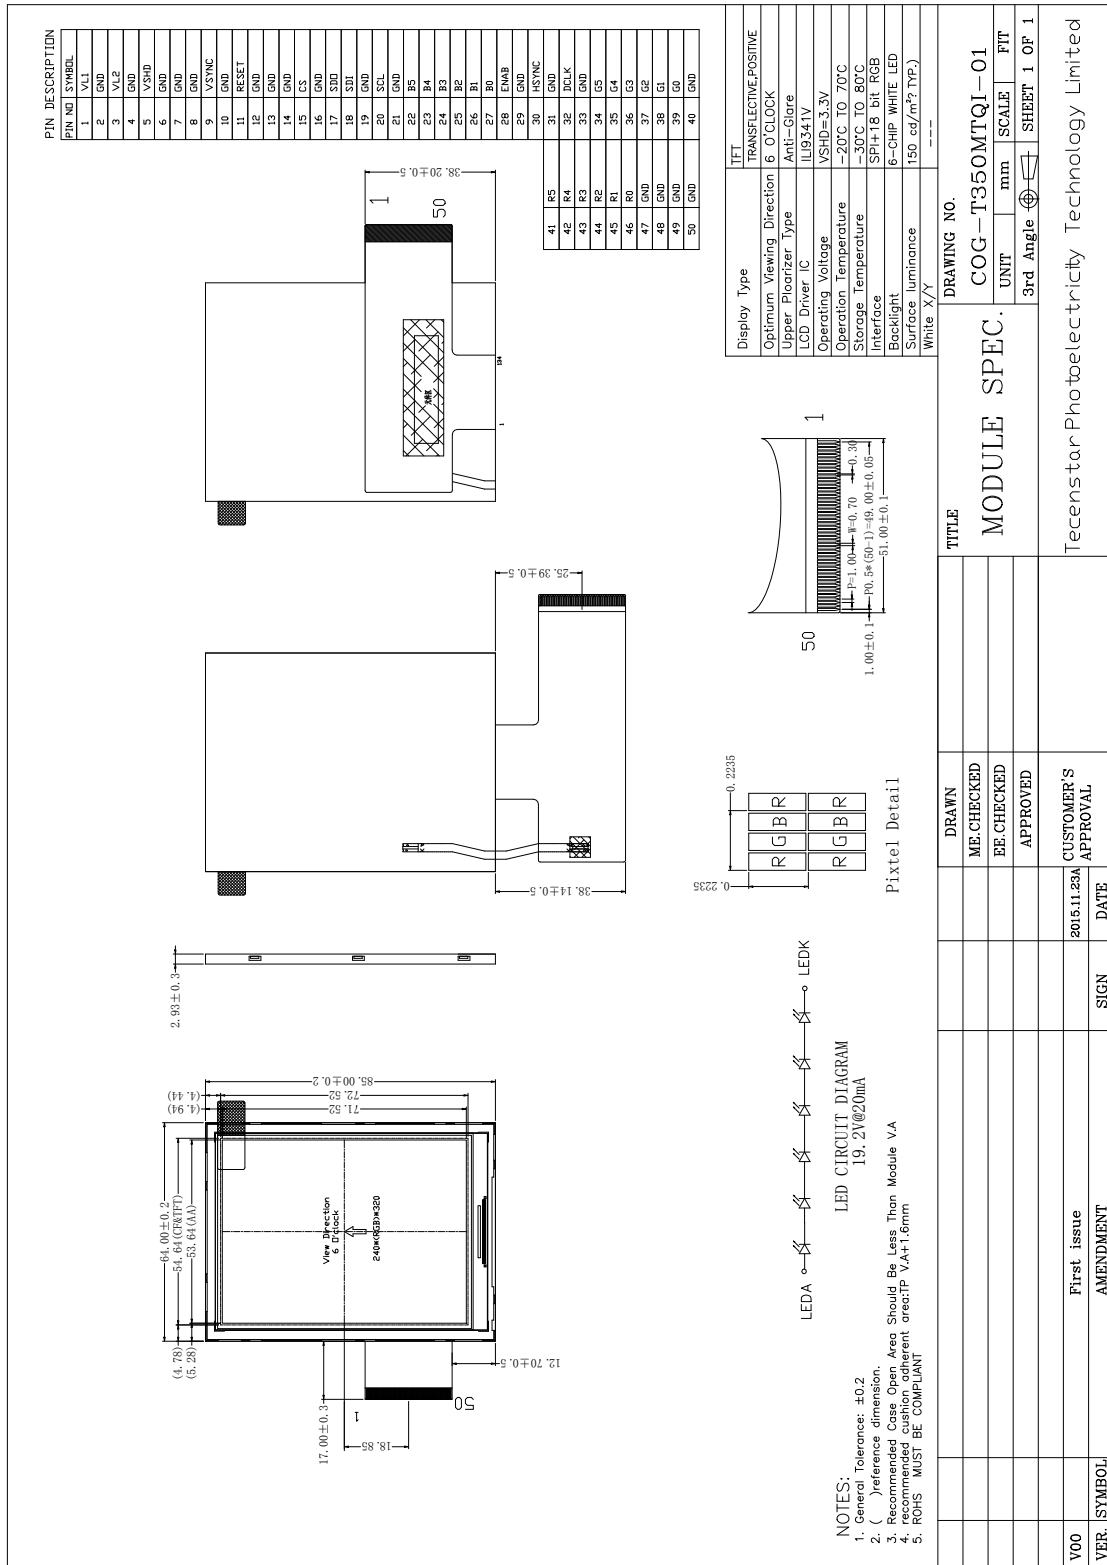 PIN DESCRIPTION
PIN NO SYMBOL
1 VL1
2 GND
3 VL2
4 GND
5 VSHD
6 GND
7 GND
8 GND
9 VSYNC
10 GND
11 RESET
12 GND
13 GND
14 GND
15 CS
16 GND
17 SDO
18 SDI
19 GND
20 SCL
21 GND
22 B5
23 B4
24 B3
25 B2
26 B1
27 B0
28 ENAB
29 GND
30 HSYNC
31 GND
32 DCLK
33 GND
34 G5
35 G4
36 G3
37 G2
38 G1
39 G0
40 GND
41 R5
42 R4
43 R3
44 R2
45 R1
46 R0
47 GND
48 GND
49 GND
50 GND
38.20±0.5
1
50
1
134
25.39±0.5
38.14±0.5
2.93±0.3
64.00±0.2
54.64(CF&TFT)
53.64(AA)
(4.78)
(5.28)
85.00±0.2
72.52
71.52
(4.44)
(4.94)
View Direction
6 O'clock
240*(RGB)*320
17.00±0.3
18.85
12.70±0.5
1
50
Display Type TFT
TRANSFLECTIVE,POSITIVE
Optimum Viewing Direction 6 O'CLOCK
Upper Ploarizer Type Anti-Glare
LCD Driver IC ILI9341V
Operating Voltage VSHD=3.3V
Operation Temperature -20°C TO 70°C
Storage Temperature -30°C TO 80°C
Interface SPI+18 bit RGB
Backlight 6-CHIP WHITE LED
Surface luminance 150 cd/m²? TYP.)
White X/Y ---
1
50
P=1.00
W=0.70
0.30
P0.5*(50-1)=49.00±0.05
1.00±0.1
51.00±0.1
0.2235
0.2235
R G B R
R G B R
Pixtel Detail
LEDA
LEDK
LED CIRCUIT DIAGRAM
19.2V@20mA
NOTES:
1. General Tolerance: ±0.2
2. ( )reference dimension.
3. Recommended Case Open Area Should Be Less Than Module V.A
4. recommended cushion adherent area:TP V.A+1.6mm
5. ROHS MUST BE COMPLIANT
DRAWN
ME.CHECKED
EE.CHECKED
APPROVED
CUSTOMER'S
APPROVAL
TITLE
MODULE SPEC.
DRAWING NO.
COG-T350MTQI-01
UNIT mm SCALE FIT
3rd Angle SHEET 1 OF 1
Tecenstar Photoelectricity Technology Limited
V00 First issue 2015.11.23A
VER. SYMBOL AMENDMENT SIGN DATE